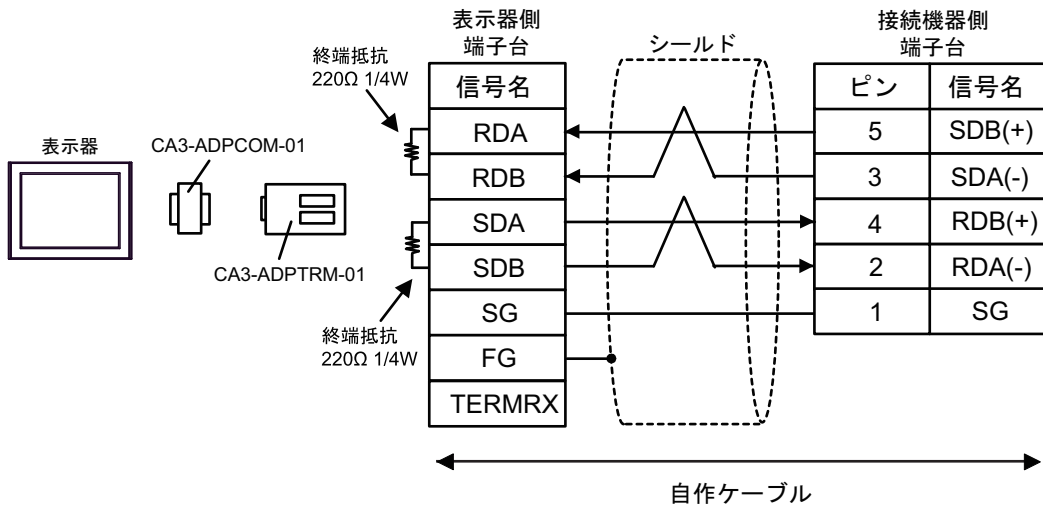 表示器
CA3-ADPCOM-01
CA3-ADPTRM-01
終端抵抗
220Ω 1/4W
終端抵抗
220Ω 1/4W
表示器側
端子台
信号名
RDA
RDB
SDA
SDB
SG
FG
TERMRX
シールド
接続機器側
端子台
ピン 信号名
5 SDB(+)
3 SDA(-)
4 RDB(+)
2 RDA(-)
1 SG
自作ケーブル